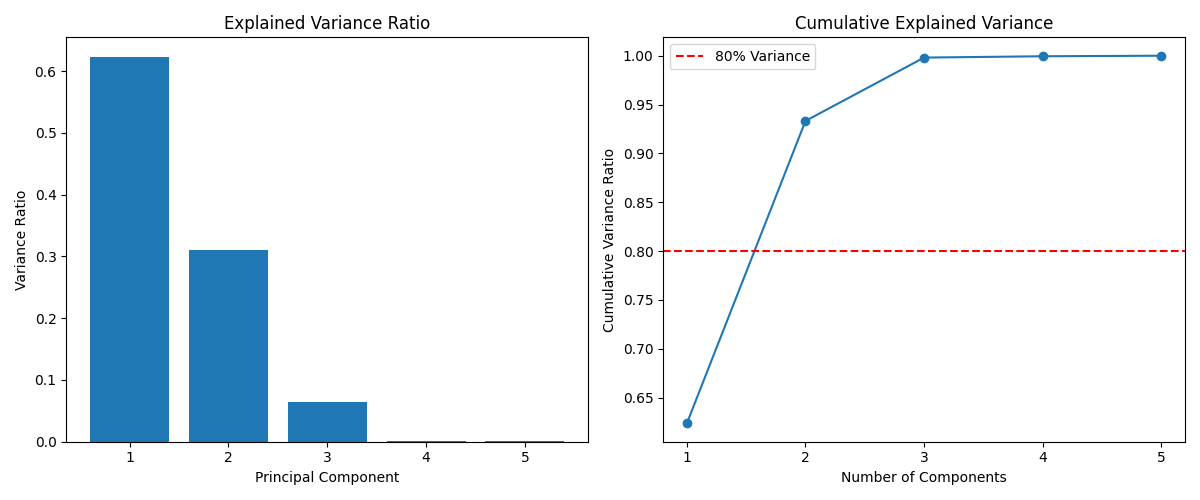 Explained Variance Ratio
Variance Ratio
0.6
0.5
0.4
0.3
0.2
0.1
0.0
1 2 3 4 5
Principal Component
Cumulative Explained Variance
80% Variance
Cumulative Variance Ratio
1.00
0.95
0.90
0.85
0.80
0.75
0.70
0.65
1 2 3 4 5
Number of Components